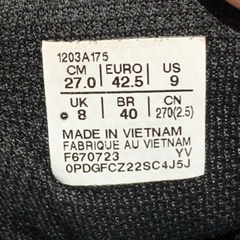 1203A175
CM EURO US
27.0 42.5 9
UK BR CN
8 40 270(2.5)
MADE IN VIETNAM
FABRIQUE AU VIETNAM
F670723 YV
0PDGFCZ22SC4J5J